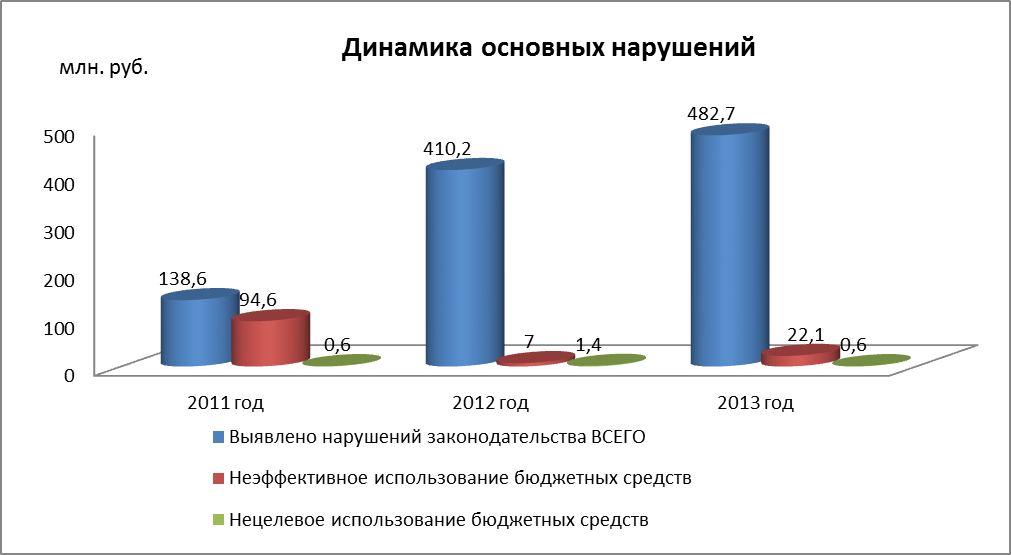 Динамика основных нарушений
млн. руб.
500
400
300
200
100
0
138,6
94,6
0,6
410,2
7
1,4
482,7
22,1
0,6
2011 год
2012 год
2013 год
Выявлено нарушений законодательства ВСЕГО
Неэффективное использование бюджетных средств
Нецелевое использование бюджетных средств